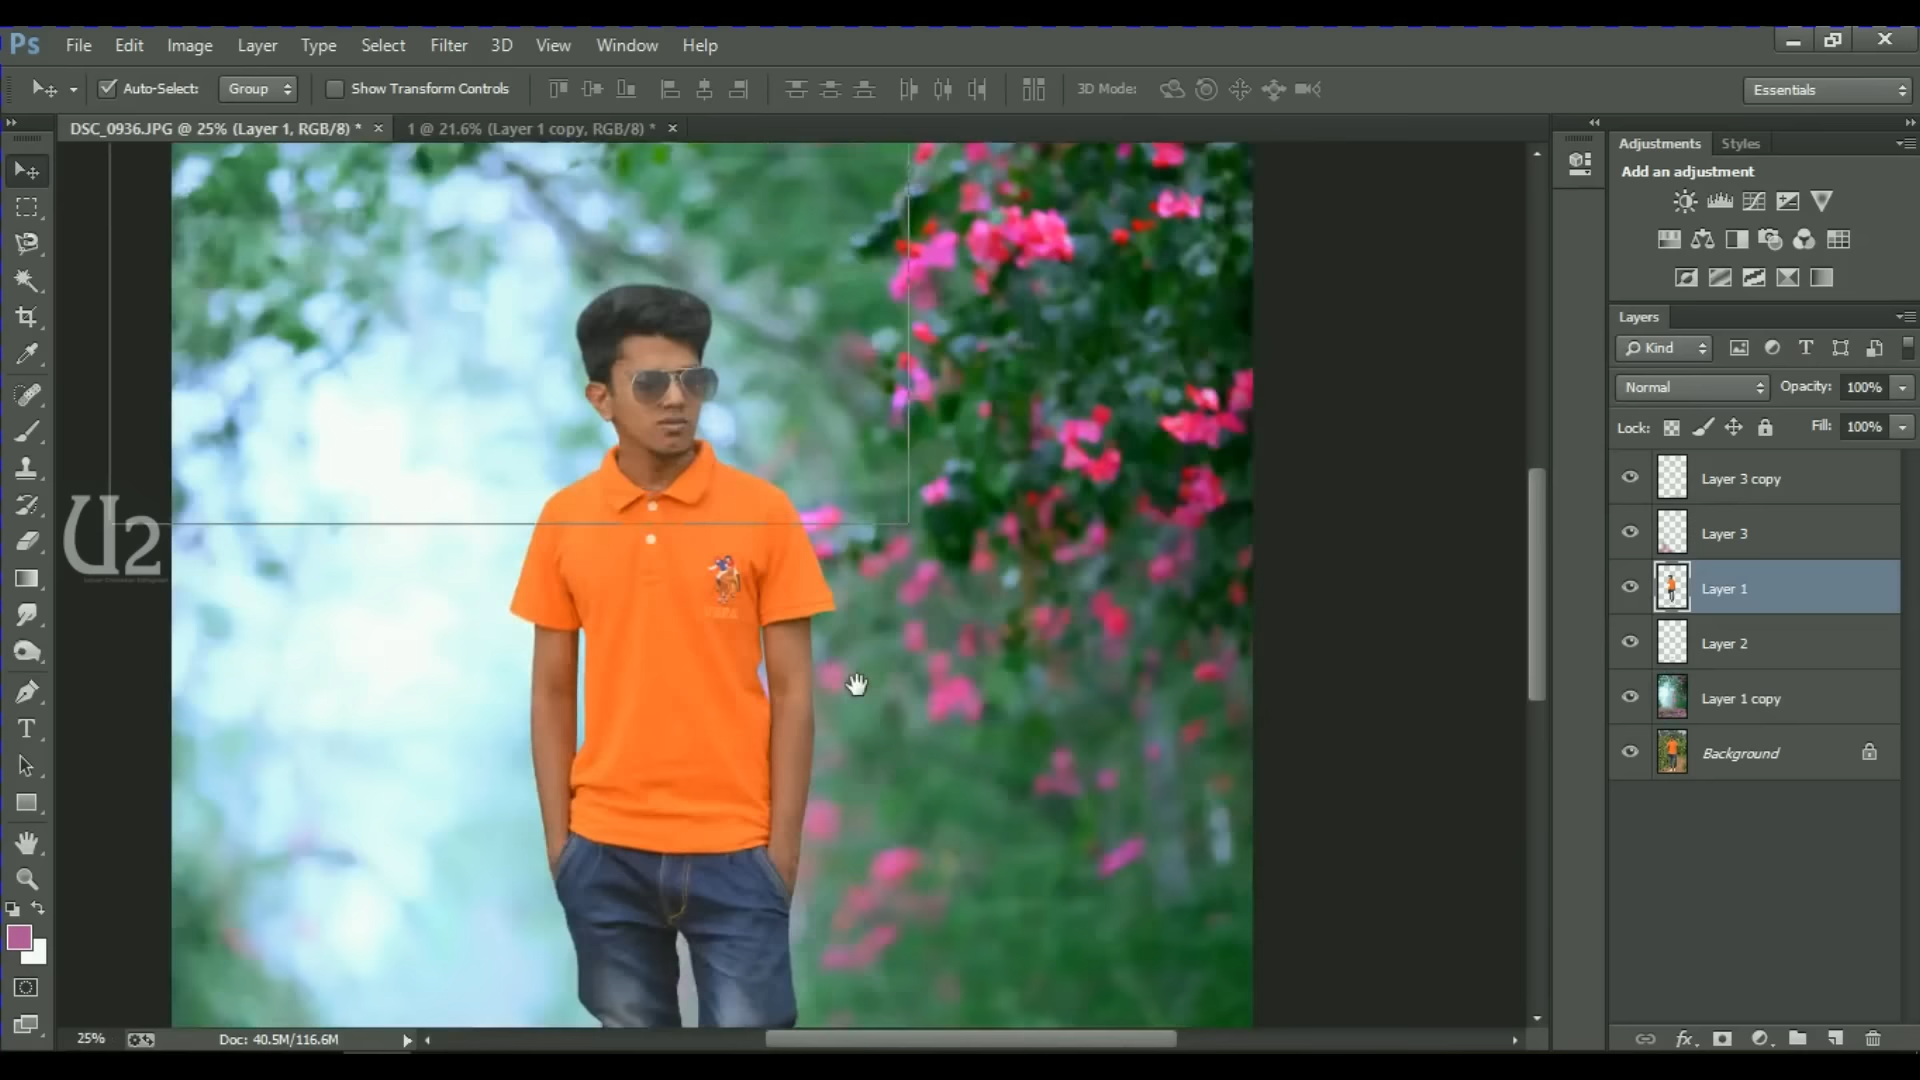 Ps File Edit Image Layer Type Select Filter 3D View Window Help
Auto-Select: Group Show Transform Controls 3D Mode: Essentials
DSC_0936.JPG @ 25% (Layer 1, RGB/8) * × 1 @ 21.6% (Layer 1 copy, RGB/8) * ×
Adjustments Styles
Add an adjustment
Layers
Kind
Normal Opacity: 100%
Lock: Fill: 100%
Layer 3 copy
Layer 3
Layer 1
Layer 2
Layer 1 copy
Background
U2
25% Doc: 40.5M/116.6M